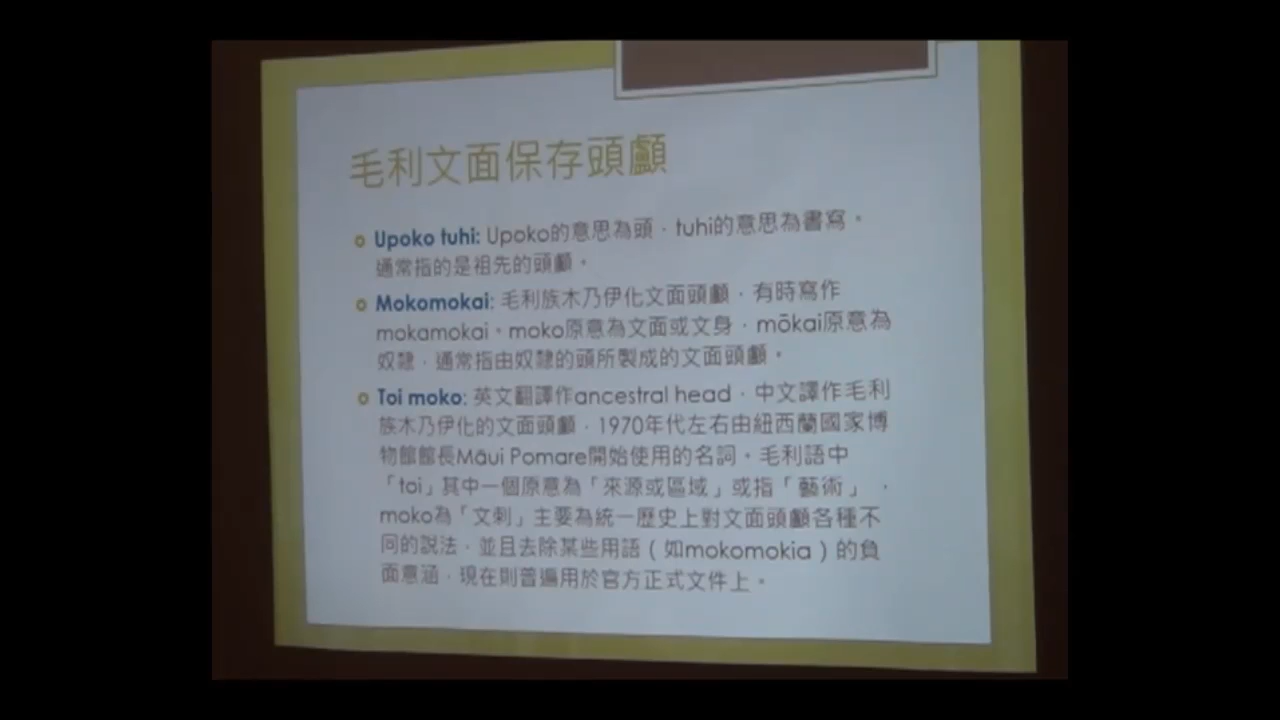 毛利文面保存頭顱
Upoko tuhi: Upoko的意思為頭，tuhi的意思為書寫。
通常指的是祖先的頭顱。
Mokomokai: 毛利族木乃伊化文面頭顱，有時寫作
mokamokai。moko原意為文面或文身，mōkai原意為
奴隸，通常指由奴隸的頭所製成的文面頭顱。
Toi moko: 英文翻譯作ancestral head，中文譯作毛利
族木乃伊化的文面頭顱，1970年代左右由紐西蘭國家博
物館館長Māui Pomare開始使用的名詞。毛利語中
「toi」其中一個原意為「來源或區域」或指「藝術」，
moko為「文刺」主要為統一歷史上對文面頭顱各種不
同的說法，並且去除某些用語（如mokomokia）的負
面意涵，現在則普遍用於官方正式文件上。